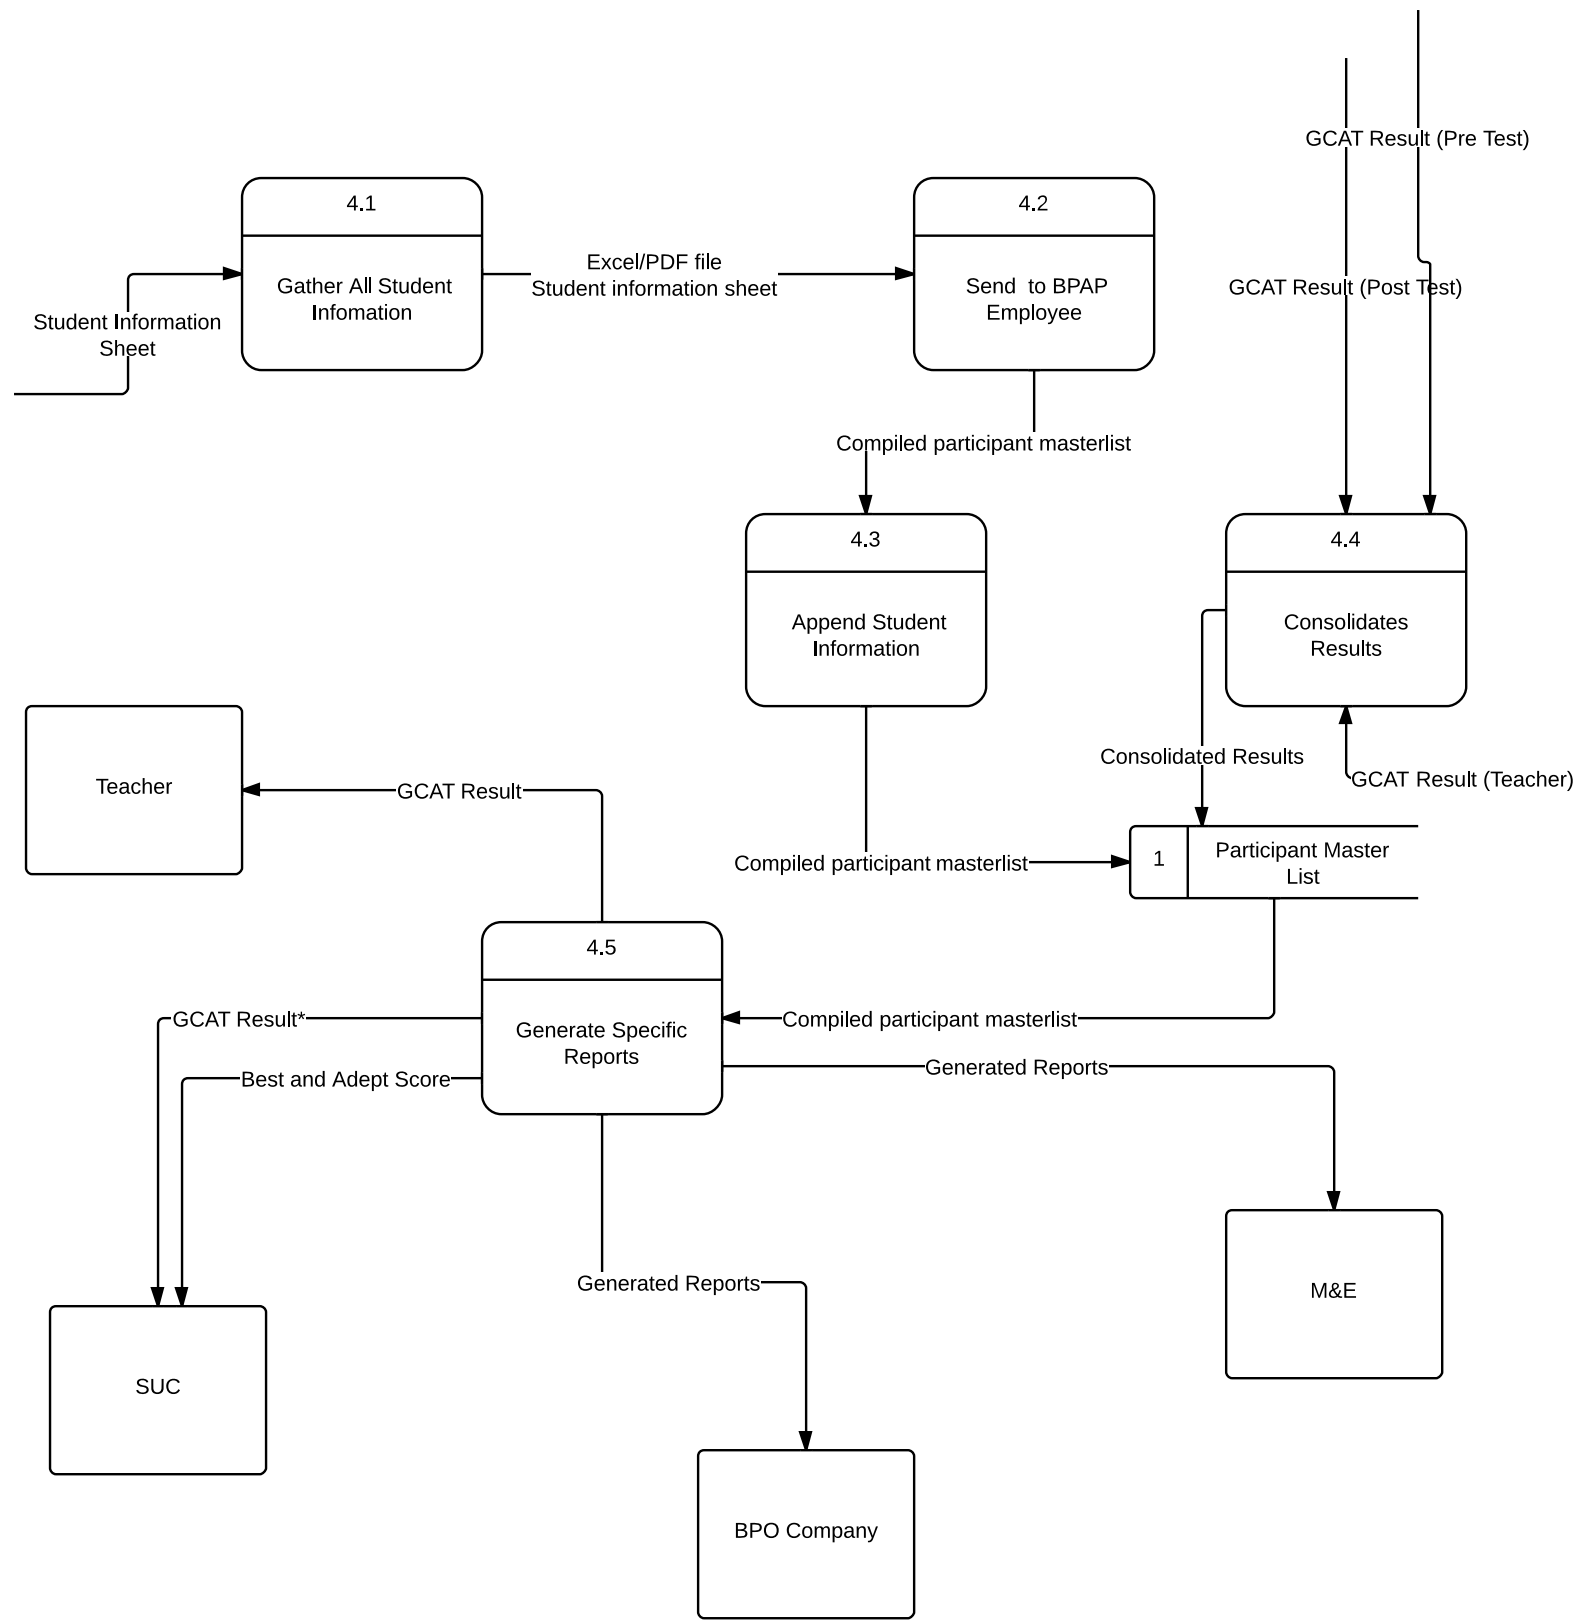 GCAT Result (Pre Test)
4.1
4.2
Excel/PDF file
Student information sheet
Gather All Student
Infomation
Send  to BPAP
Employee
GCAT Result (Post Test)
Student Information
Sheet
Compiled participant masterlist
4.3
4.4
Append Student
Information
Consolidates
Results
Consolidated Results
GCAT Result (Teacher)
Teacher
GCAT Result
Compiled participant masterlist
1
Participant Master
List
4.5
GCAT Result*
Generate Specific
Reports
Compiled participant masterlist
Generated Reports
Best and Adept Score
Generated Reports
M&E
SUC
BPO Company